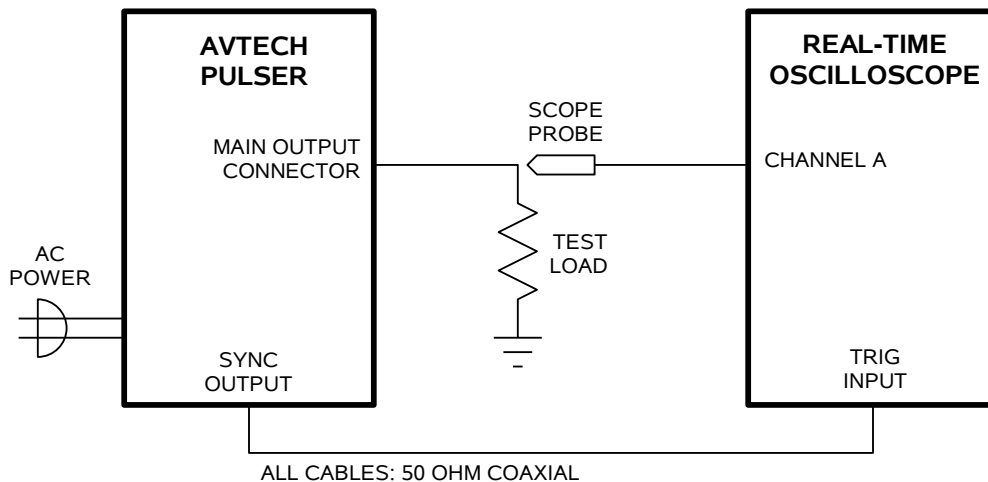 AVTECH
PULSER
REAL-TIME
OSCILLOSCOPE
SCOPE
PROBE
MAIN OUTPUT
CONNECTOR
CHANNEL A
TEST
LOAD
AC
POWER
SYNC
OUTPUT
TRIG
INPUT
ALL CABLES: 50 OHM COAXIAL